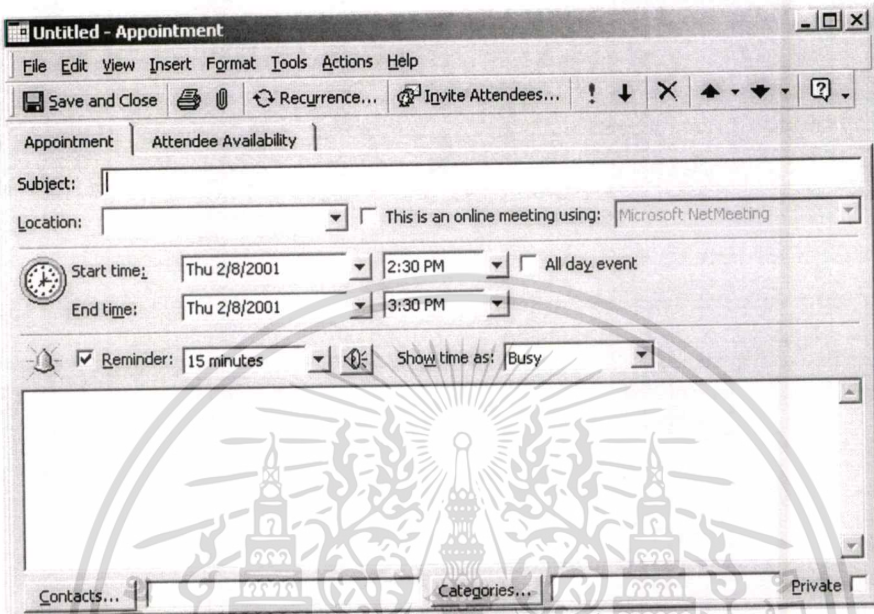 Untitled - Appointment
File Edit View Insert Format Tools Actions Help
Save and Close Recurrence... Invite Attendees...
Appointment Attendee Availability
Subject:
Location: This is an online meeting using: Microsoft NetMeeting
Start time: Thu 2/8/2001 2:30 PM All day event
End time: Thu 2/8/2001 3:30 PM
Reminder: 15 minutes Show time as: Busy
Contacts... Categories... Private